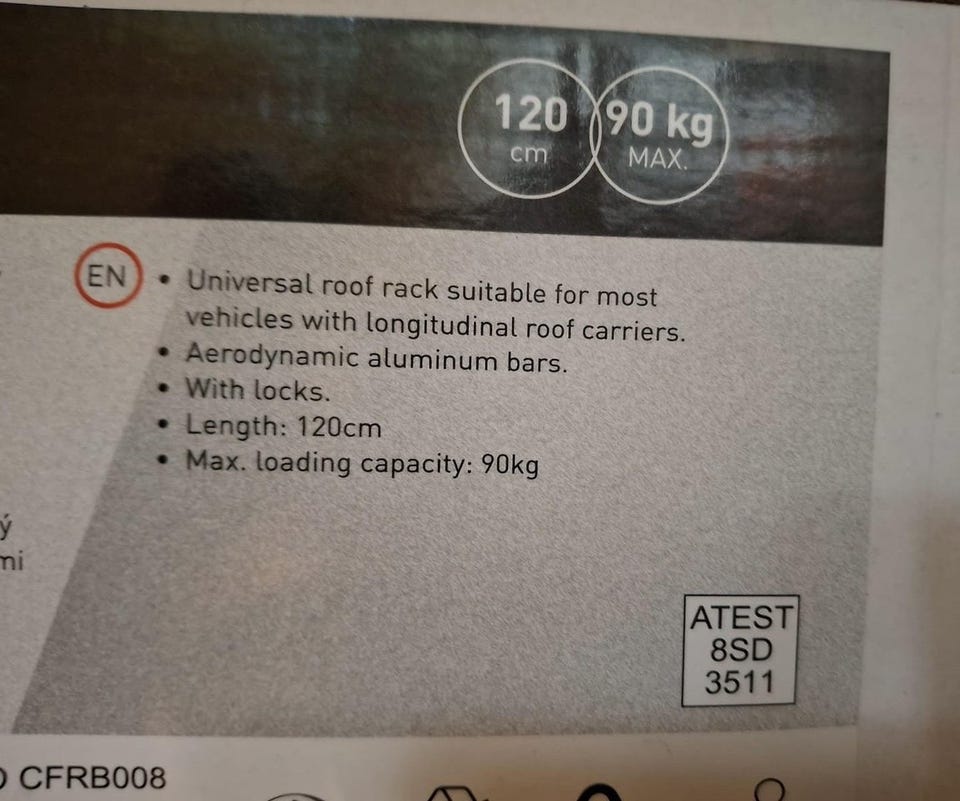 120
cm
90 kg
MAX.
EN
• Universal roof rack suitable for most
vehicles with longitudinal roof carriers.
• Aerodynamic aluminum bars.
• With locks.
• Length: 120cm
• Max. loading capacity: 90kg
ý
mi
ATEST
8SD
3511
CFRB008